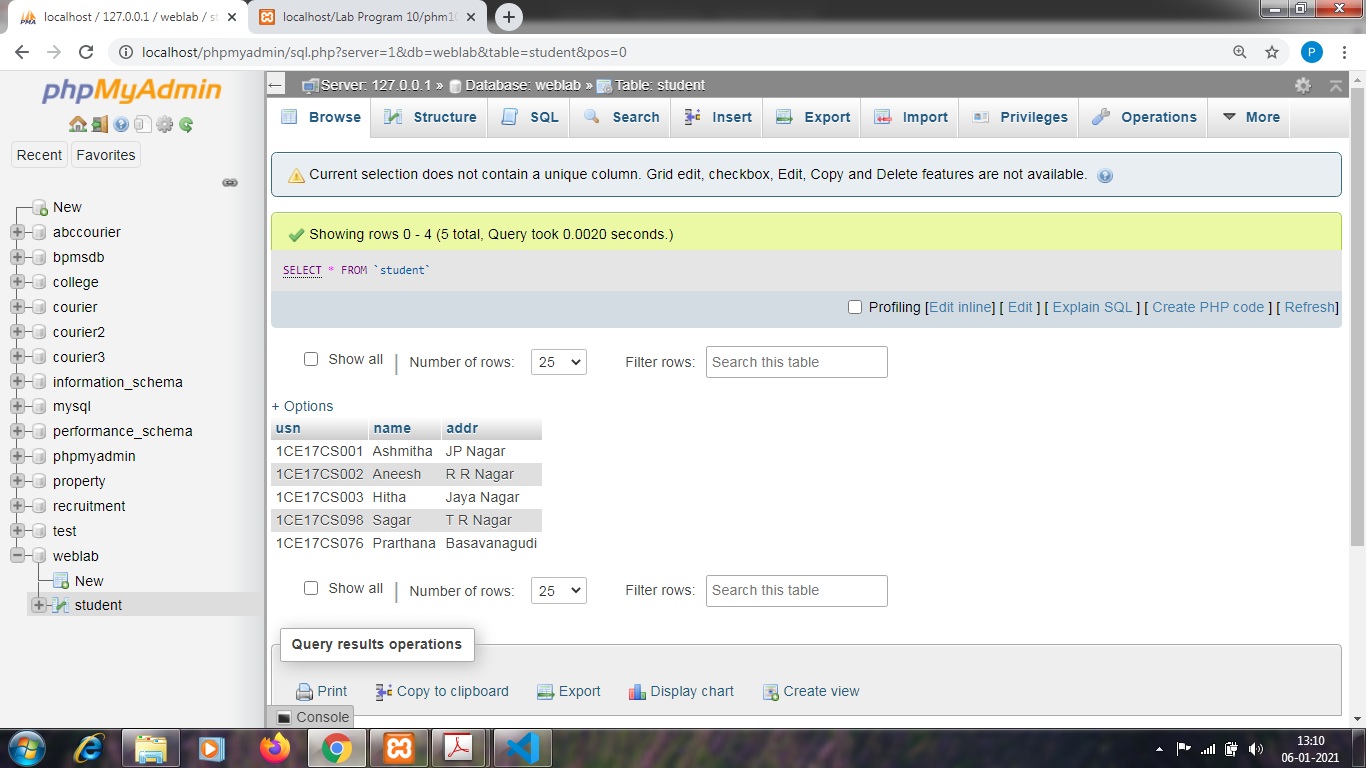 localhost / 127.0.0.1 / weblab / st
localhost/Lab Program 10/phm10
localhost/phpmyadmin/sql.php?server=1&db=weblab&table=student&pos=0
P
phpMyAdmin
Recent Favorites
New
abccourier
bpmsdb
college
courier
courier2
courier3
information_schema
mysql
performance_schema
phpmyadmin
property
recruitment
test
weblab
New
student
Server: 127.0.0.1 » Database: weblab » Table: student
Browse Structure SQL Search Insert Export Import Privileges Operations More
Current selection does not contain a unique column. Grid edit, checkbox, Edit, Copy and Delete features are not available.
Showing rows 0 - 4 (5 total, Query took 0.0020 seconds.)
SELECT * FROM `student`
Profiling [Edit inline] [ Edit ] [ Explain SQL ] [ Create PHP code ] [ Refresh]
Show all Number of rows: 25 Filter rows: Search this table
+ Options
usn name addr
1CE17CS001 Ashmitha JP Nagar
1CE17CS002 Aneesh R R Nagar
1CE17CS003 Hitha Jaya Nagar
1CE17CS098 Sagar T R Nagar
1CE17CS076 Prarthana Basavanagudi
Show all Number of rows: 25 Filter rows: Search this table
Query results operations
Print Copy to clipboard Export Display chart Create view
Console
13:10
06-01-2021